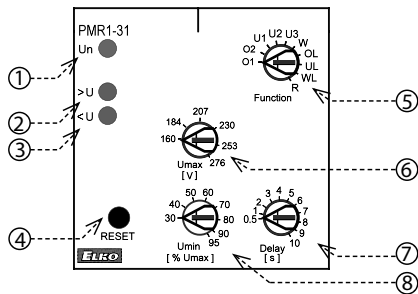 PMR1-31
Un
>U
<U
RESET
ELKO
U1 U2 U3 W
O2 OL
O1 UL
WL
R
Function
207
184 230
160 253
276
Umax
[ V ]
50 60
40 70
30 80
90
95
Umin
[ % Umax ]
3 4 5
2 6
1 7
0.5 8
9
10
Delay
[ s ]
1
2
3
4
5
6
7
8